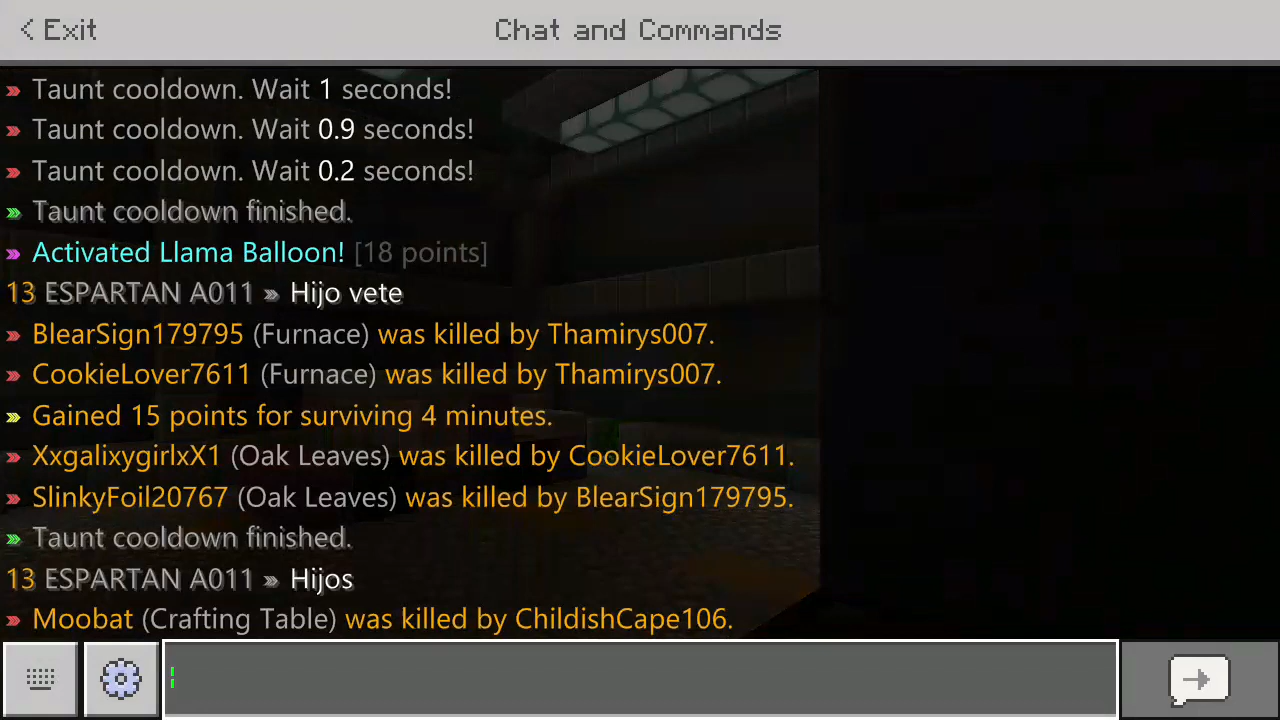 < Exit
Chat and Commands
» Taunt cooldown. Wait 1 seconds!
» Taunt cooldown. Wait 0.9 seconds!
» Taunt cooldown. Wait 0.2 seconds!
» Taunt cooldown finished.
» Activated Llama Balloon! [18 points]
13 ESPARTAN A011 » Hijo vete
» BlearSign179795 (Furnace) was killed by Thamirys007.
» CookieLover7611 (Furnace) was killed by Thamirys007.
» Gained 15 points for surviving 4 minutes.
» XxgalixygirlxX1 (Oak Leaves) was killed by CookieLover7611.
» SlinkyFoil20767 (Oak Leaves) was killed by BlearSign179795.
» Taunt cooldown finished.
13 ESPARTAN A011 » Hijos
» Moobat (Crafting Table) was killed by ChildishCape106.